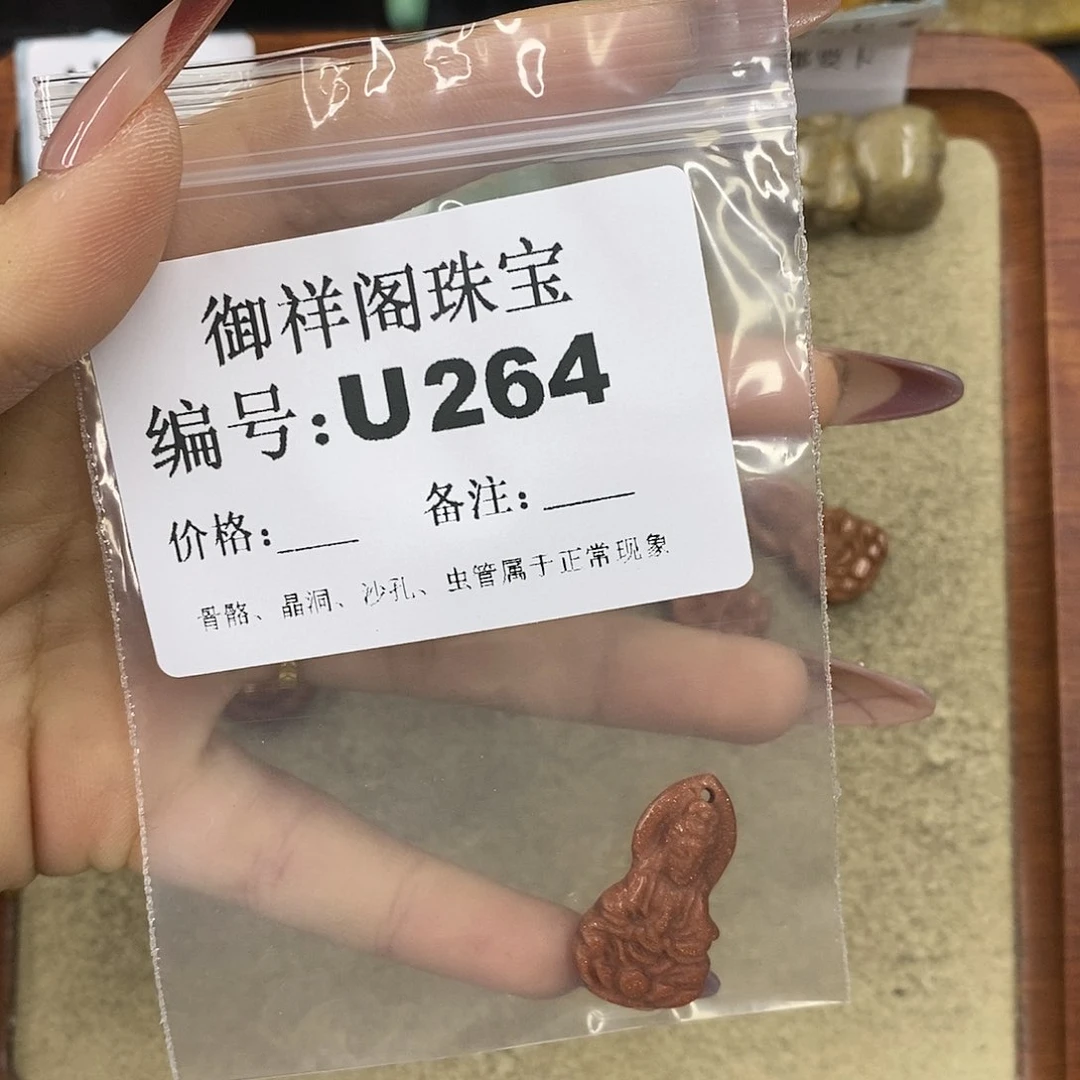 御祥阁珠宝
编号:U264
价格:____ 备注:_____
骨骼、晶洞、沙孔、虫管属于正常现象